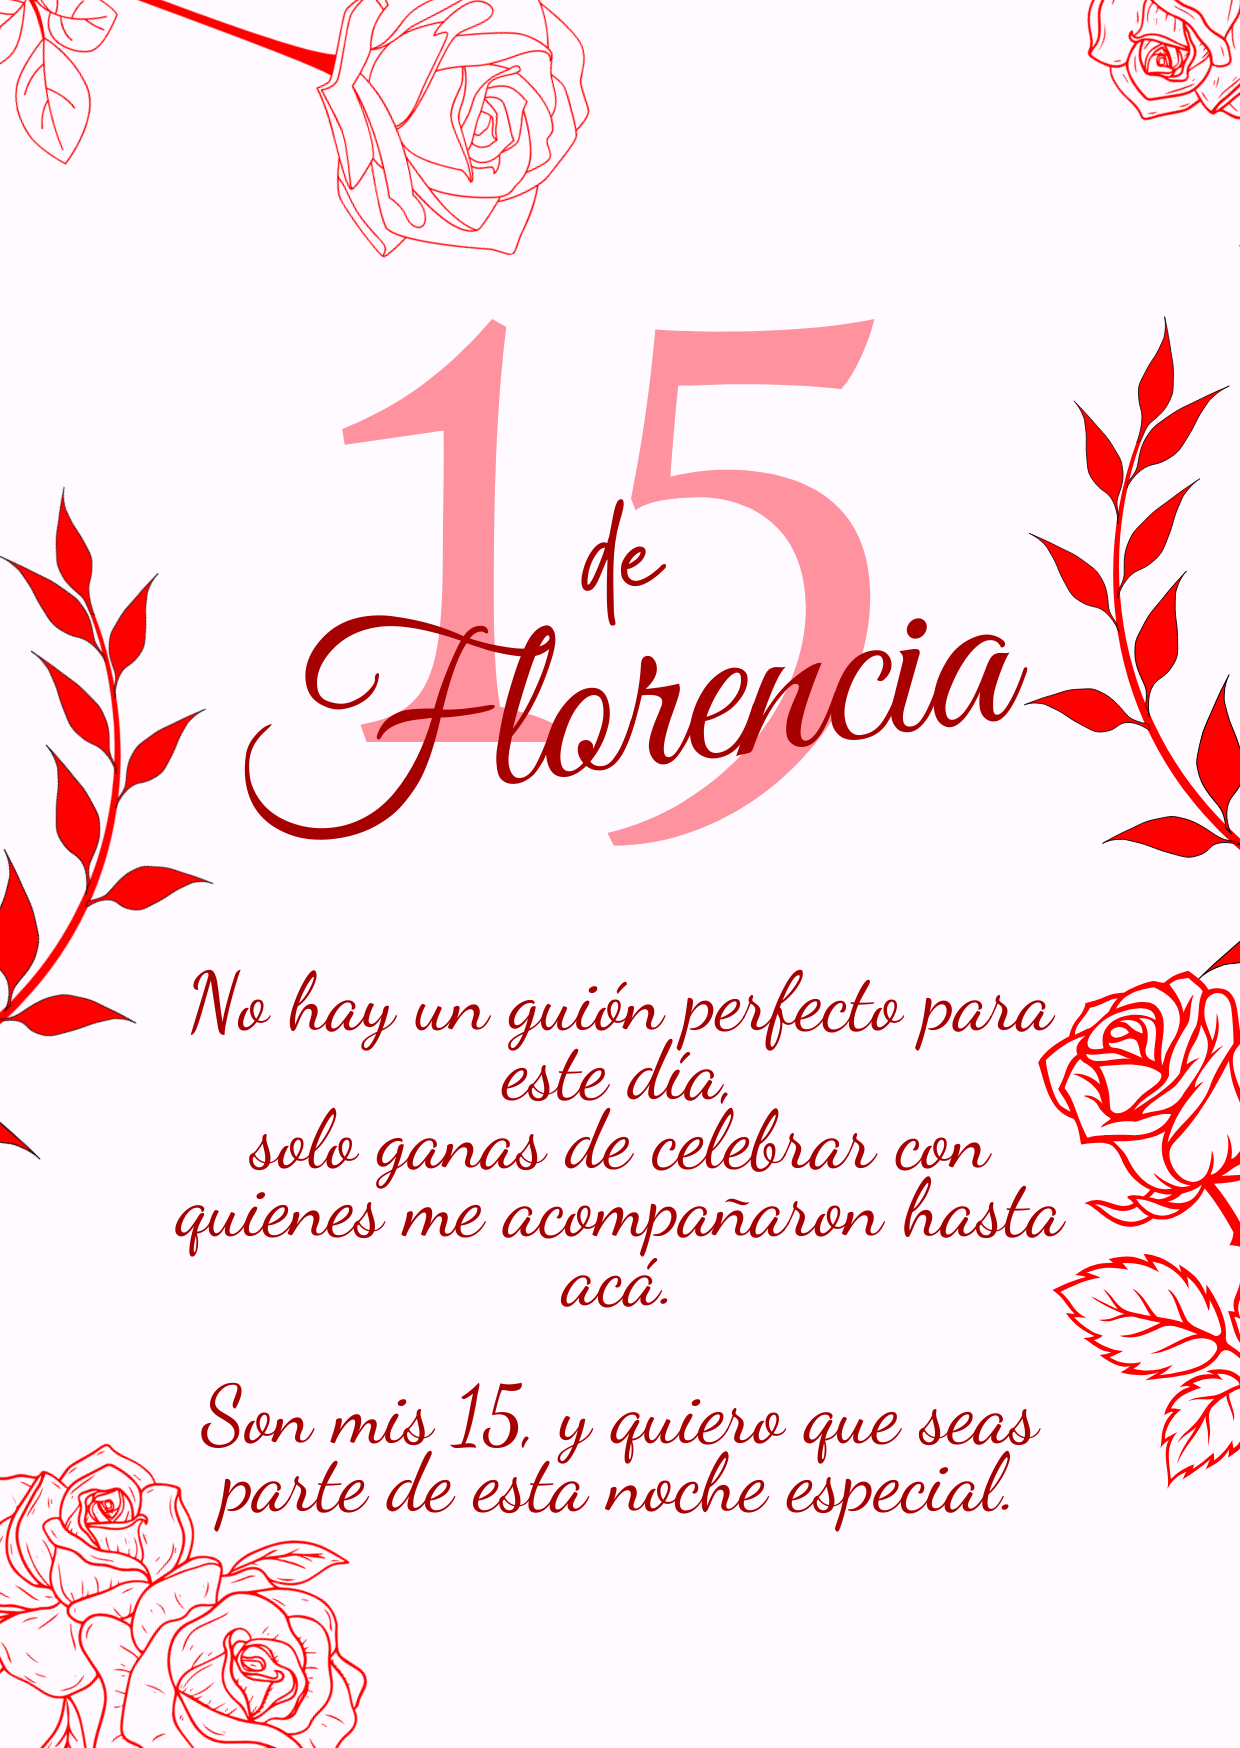 15
de
Florencia
No hay un guión perfecto para
este día,
solo ganas de celebrar con
quienes me acompañaron hasta
acá.
Son mis 15, y quiero que seas
parte de esta noche especial.